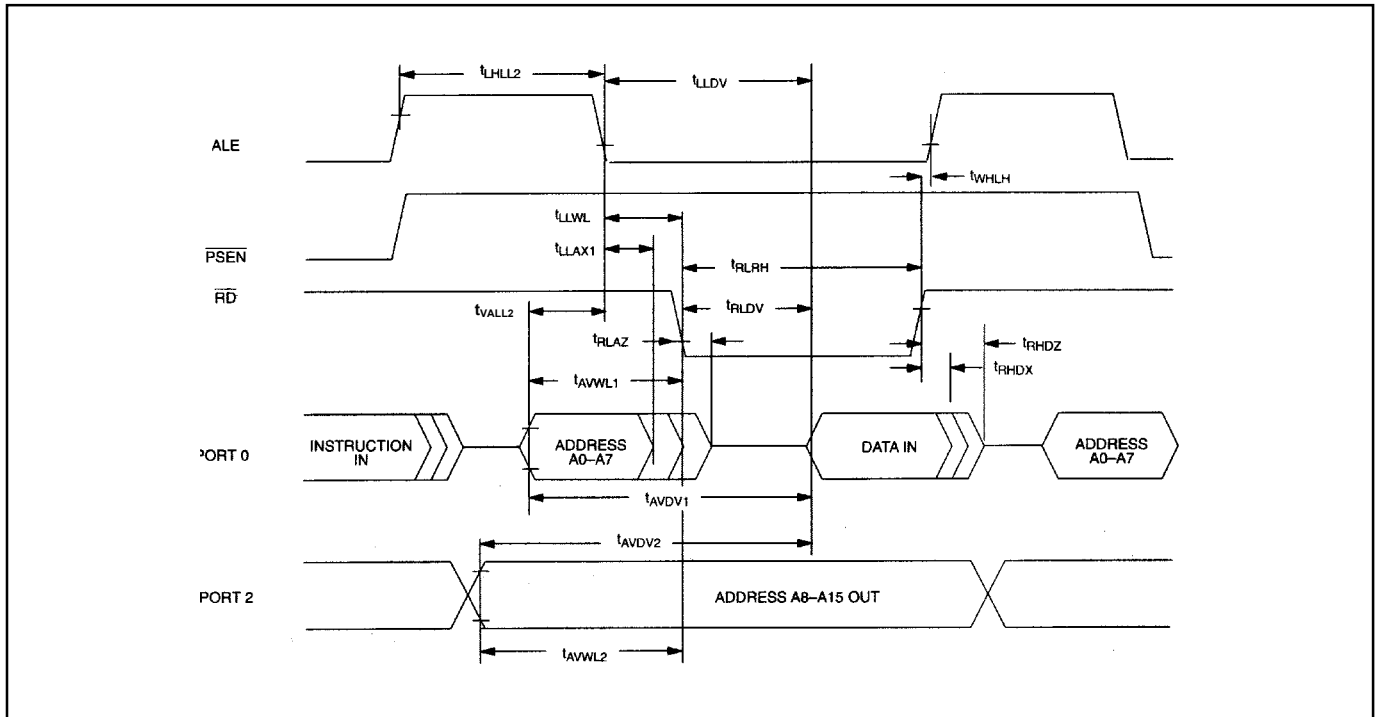 tLHLL2
tLLDV
ALE
tWHLH
tLLWL
tLLAX1
PSEN
tRLRH
RD
tVALL2
tRLDV
tRLAZ
tRHDZ
tRHDX
tAVWL1
PORT 0
INSTRUCTION
IN
ADDRESS
A0–A7
DATA IN
ADDRESS
A0–A7
tAVDV1
tAVDV2
PORT 2
ADDRESS A8–A15 OUT
tAVWL2